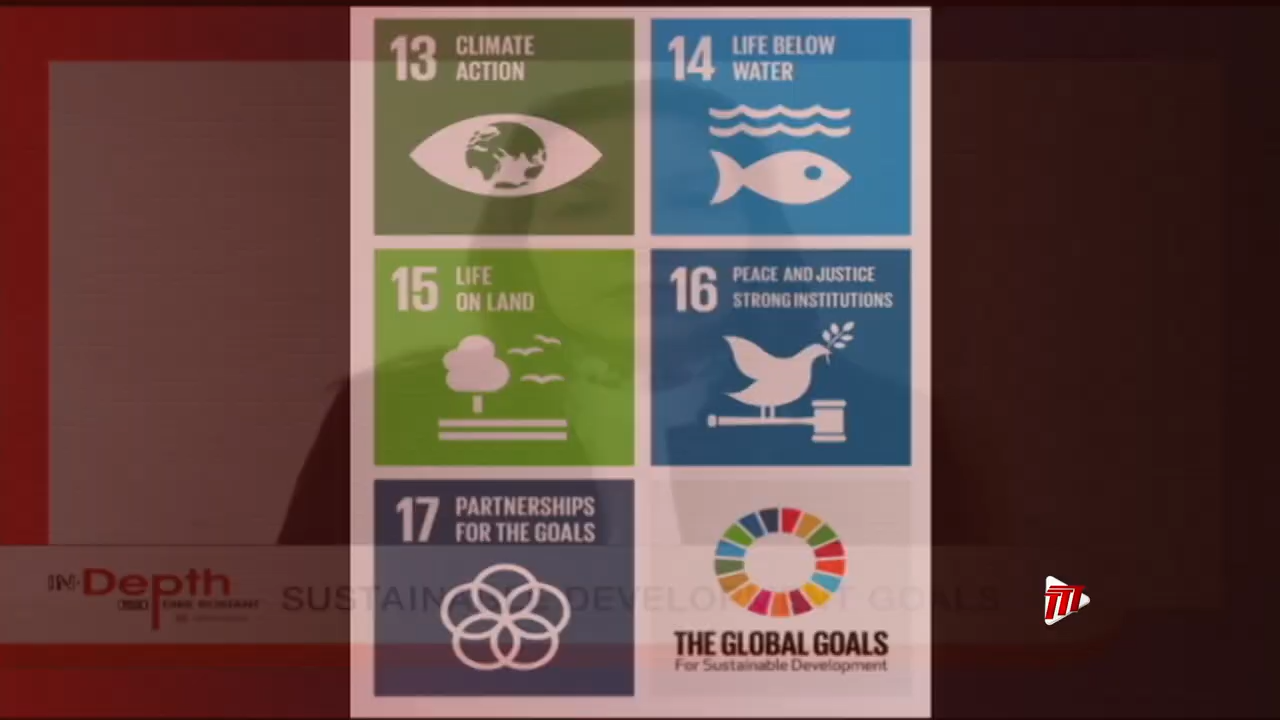 13 CLIMATE
ACTION
14 LIFE BELOW
WATER
15 LIFE
ON LAND
16 PEACE AND JUSTICE
STRONG INSTITUTIONS
17 PARTNERSHIPS
FOR THE GOALS
THE GLOBAL GOALS
For Sustainable Development
IN-Depth
SUSTAINABLE DEVELOPMENT GOALS